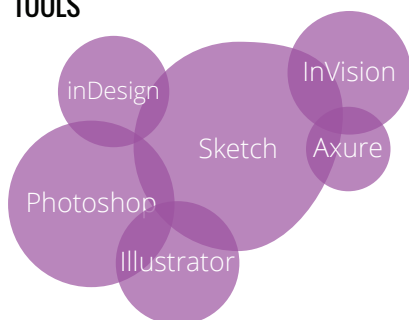 TOOLS
inDesign
InVision
Sketch
Axure
Photoshop
Illustrator